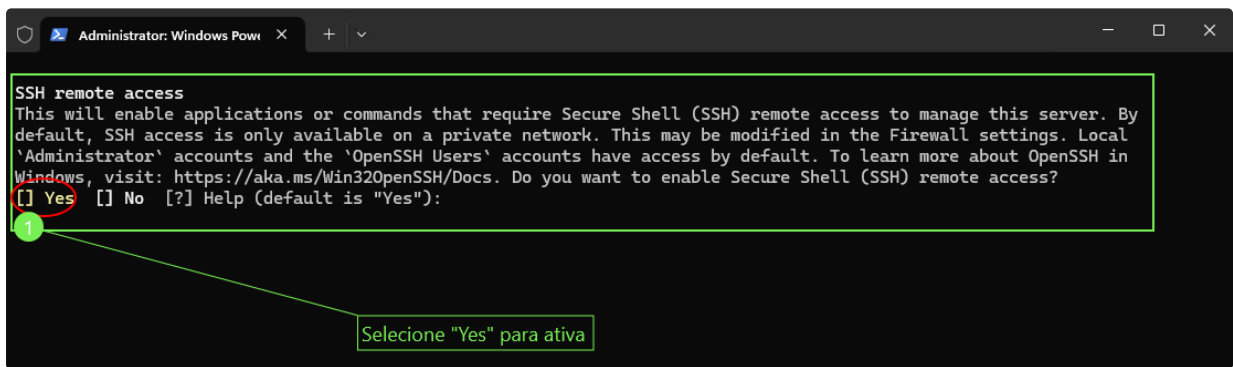 Administrator: Windows Powe
SSH remote access
This will enable applications or commands that require Secure Shell (SSH) remote access to manage this server. By
default, SSH access is only available on a private network. This may be modified in the Firewall settings. Local
`Administrator` accounts and the `OpenSSH Users` accounts have access by default. To learn more about OpenSSH in
Windows, visit: https://aka.ms/Win32OpenSSH/Docs. Do you want to enable Secure Shell (SSH) remote access?
[] Yes  [] No  [?] Help (default is "Yes"):
1
Selecione "Yes" para ativa